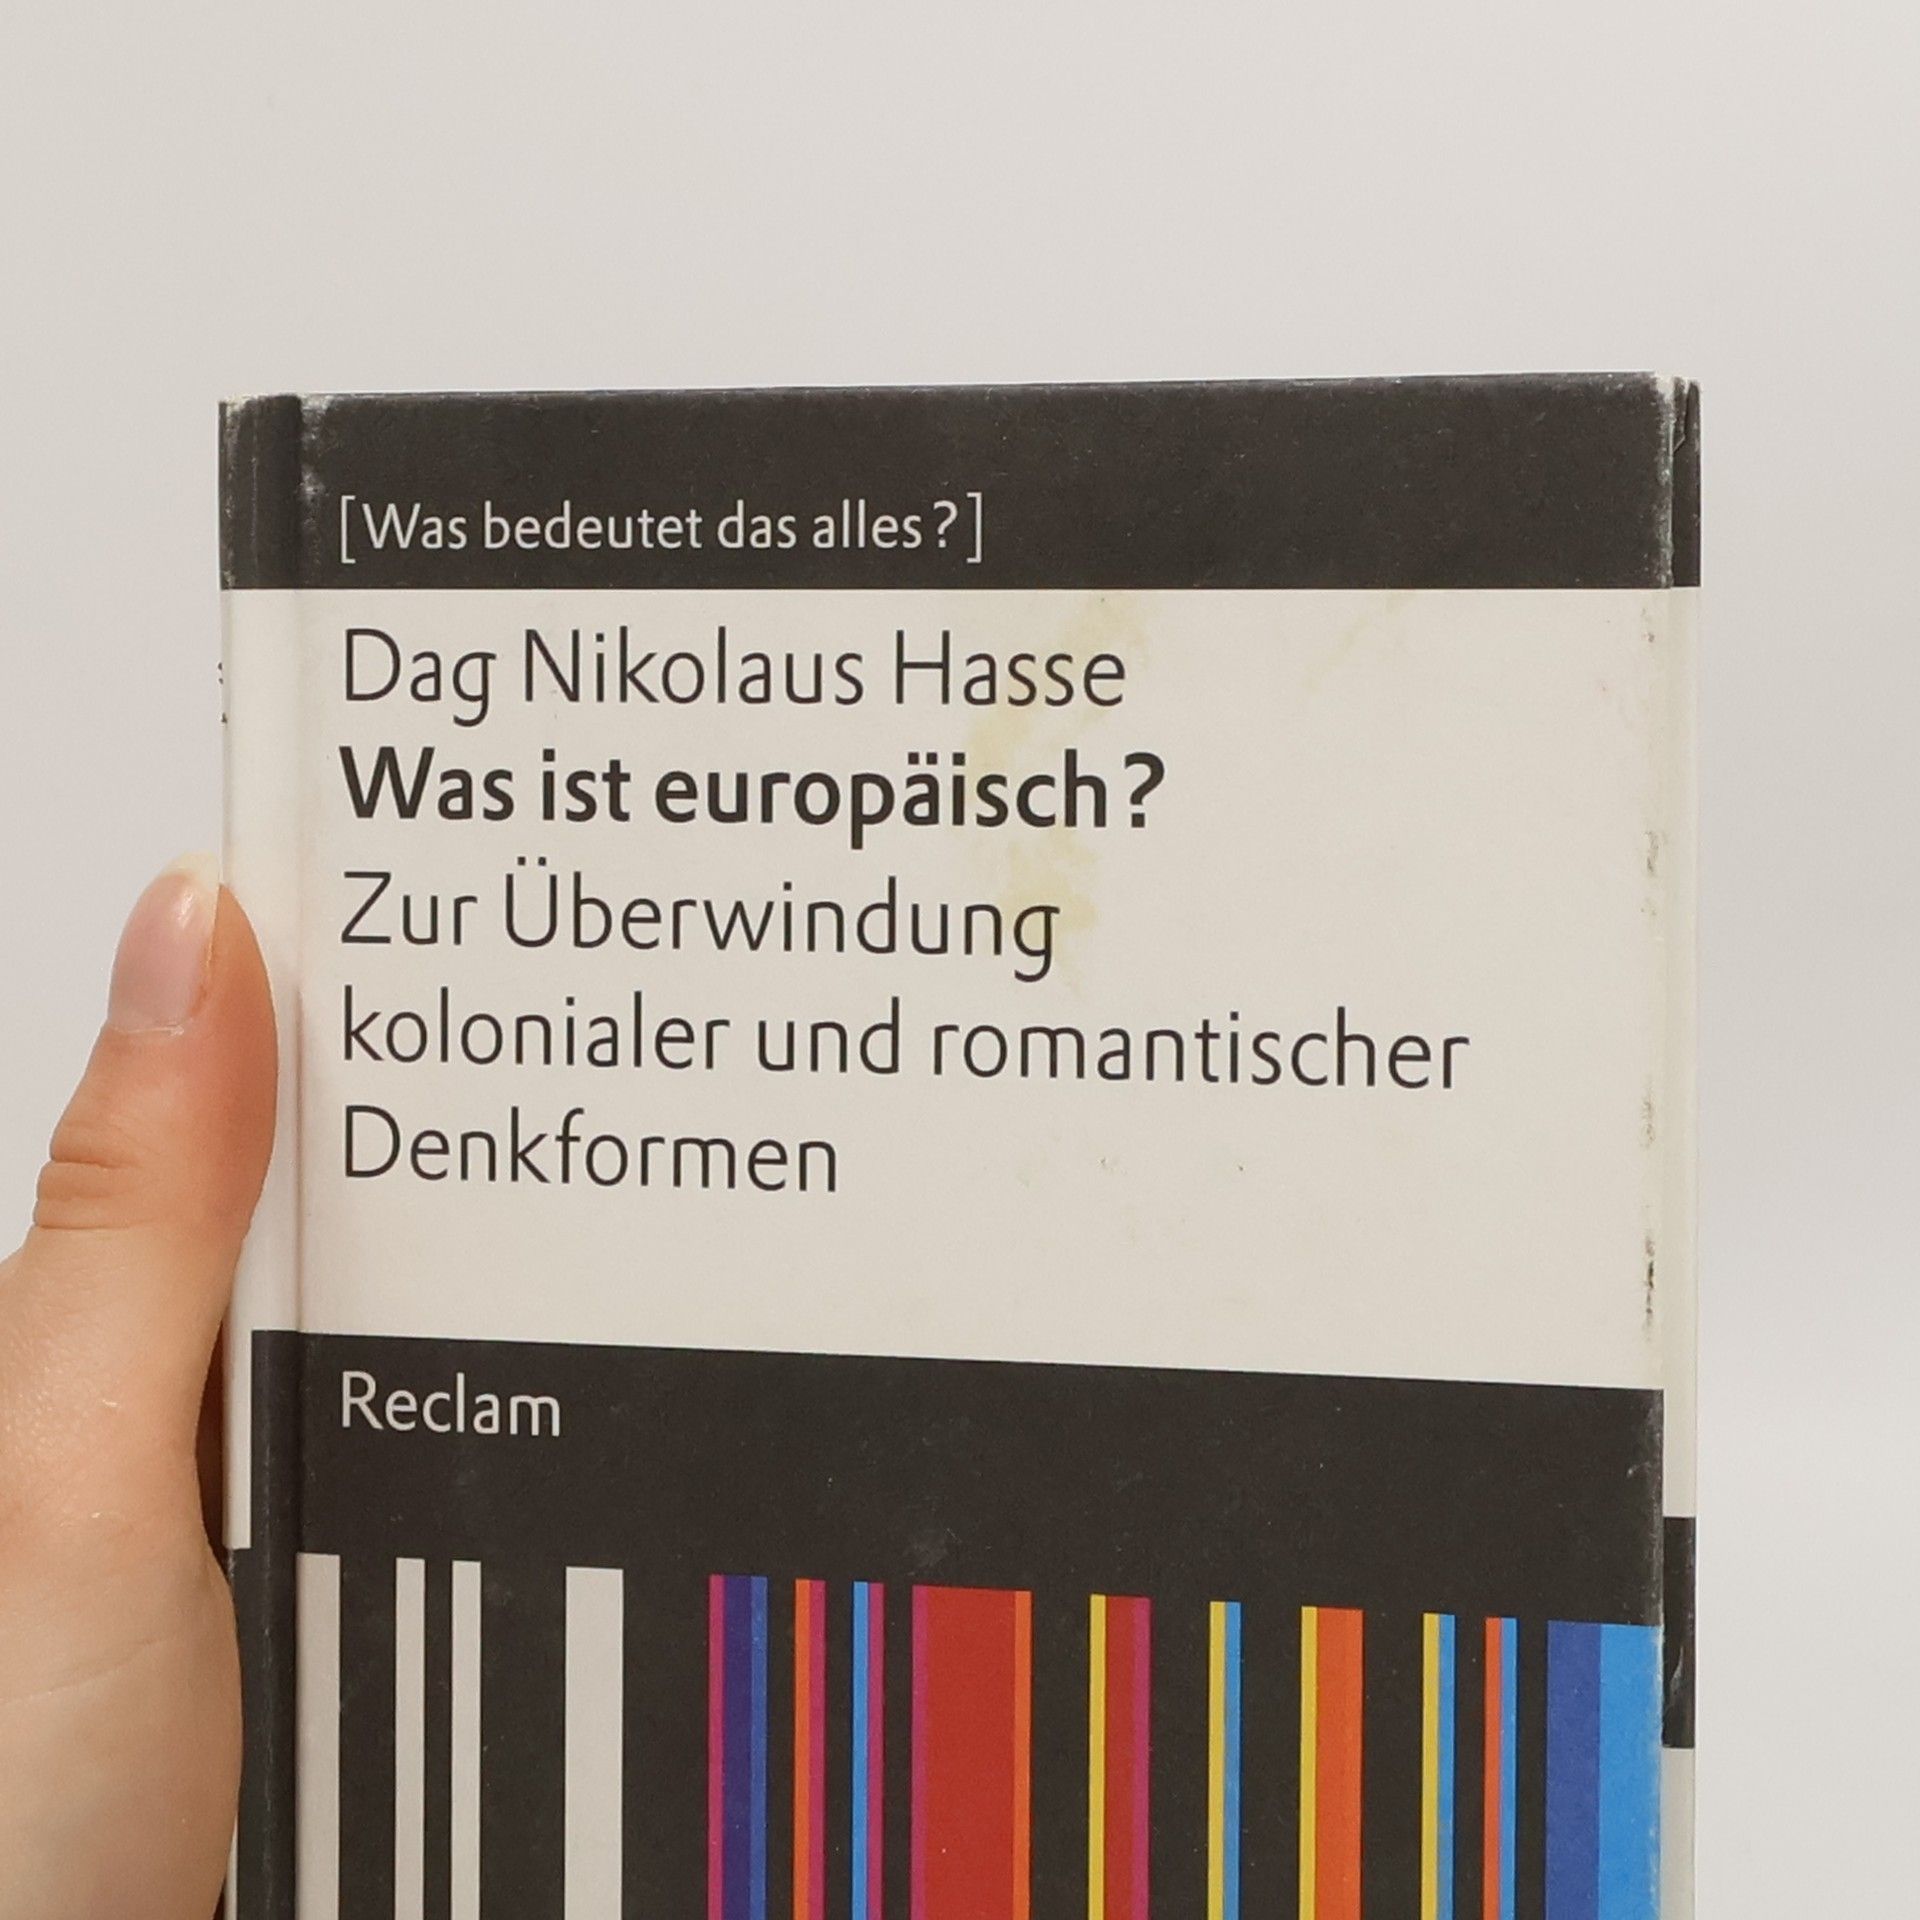 [Was bedeutet das alles?]
Dag Nikolaus Hasse
Was ist europäisch?
Zur Überwindung
kolonialer und romantischer
Denkformen
Reclam